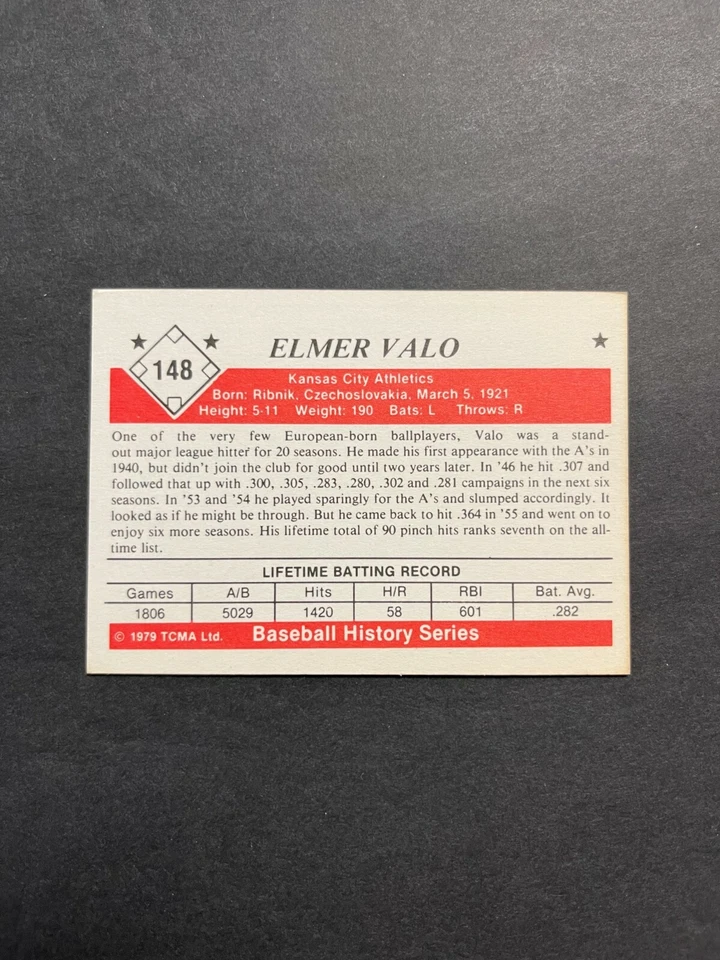 148
ELMER VALO
Kansas City Athletics
Born: Ribnik, Czechoslovakia, March 5, 1921
Height: 5-11 Weight: 190 Bats: L Throws: R
One of the very few European-born ballplayers, Valo was a stand-
out major league hitter for 20 seasons. He made his first appearance with the A's in
1940, but didn't join the club for good until two years later. In '46 he hit .307 and
followed that up with .300, .305, .283, .280, .302 and .281 campaigns in the next six
seasons. In '53 and '54 he played sparingly for the A's and slumped accordingly. It
looked as if he might be through. But he came back to hit .364 in '55 and went on to
enjoy six more seasons. His lifetime total of 90 pinch hits ranks seventh on the all-
time list.
LIFETIME BATTING RECORD
Games A/B Hits H/R RBI Bat. Avg.
1806 5029 1420 58 601 .282
© 1979 TCMA Ltd. Baseball History Series